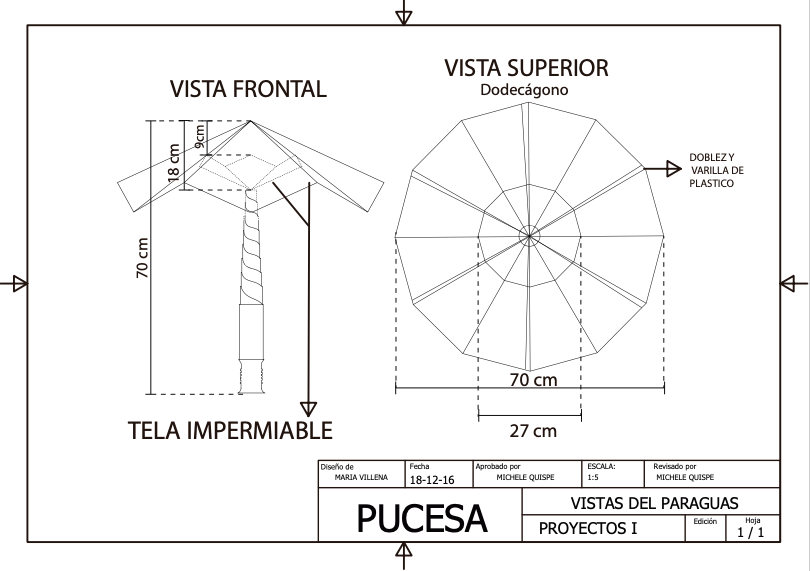 VISTA FRONTAL
9cm
18 cm
70 cm
TELA IMPERMIABLE
VISTA SUPERIOR
Dodecágono
DOBLEZ Y
VARILLA DE
PLASTICO
70 cm
27 cm
Diseño de
MARIA VILLENA
Fecha
18-12-16
Aprobado por
MICHELE QUISPE
ESCALA:
1:5
Revisado por
MICHELE QUISPE
PUCESA
VISTAS DEL PARAGUAS
PROYECTOS I
Edición
Hoja
1 / 1